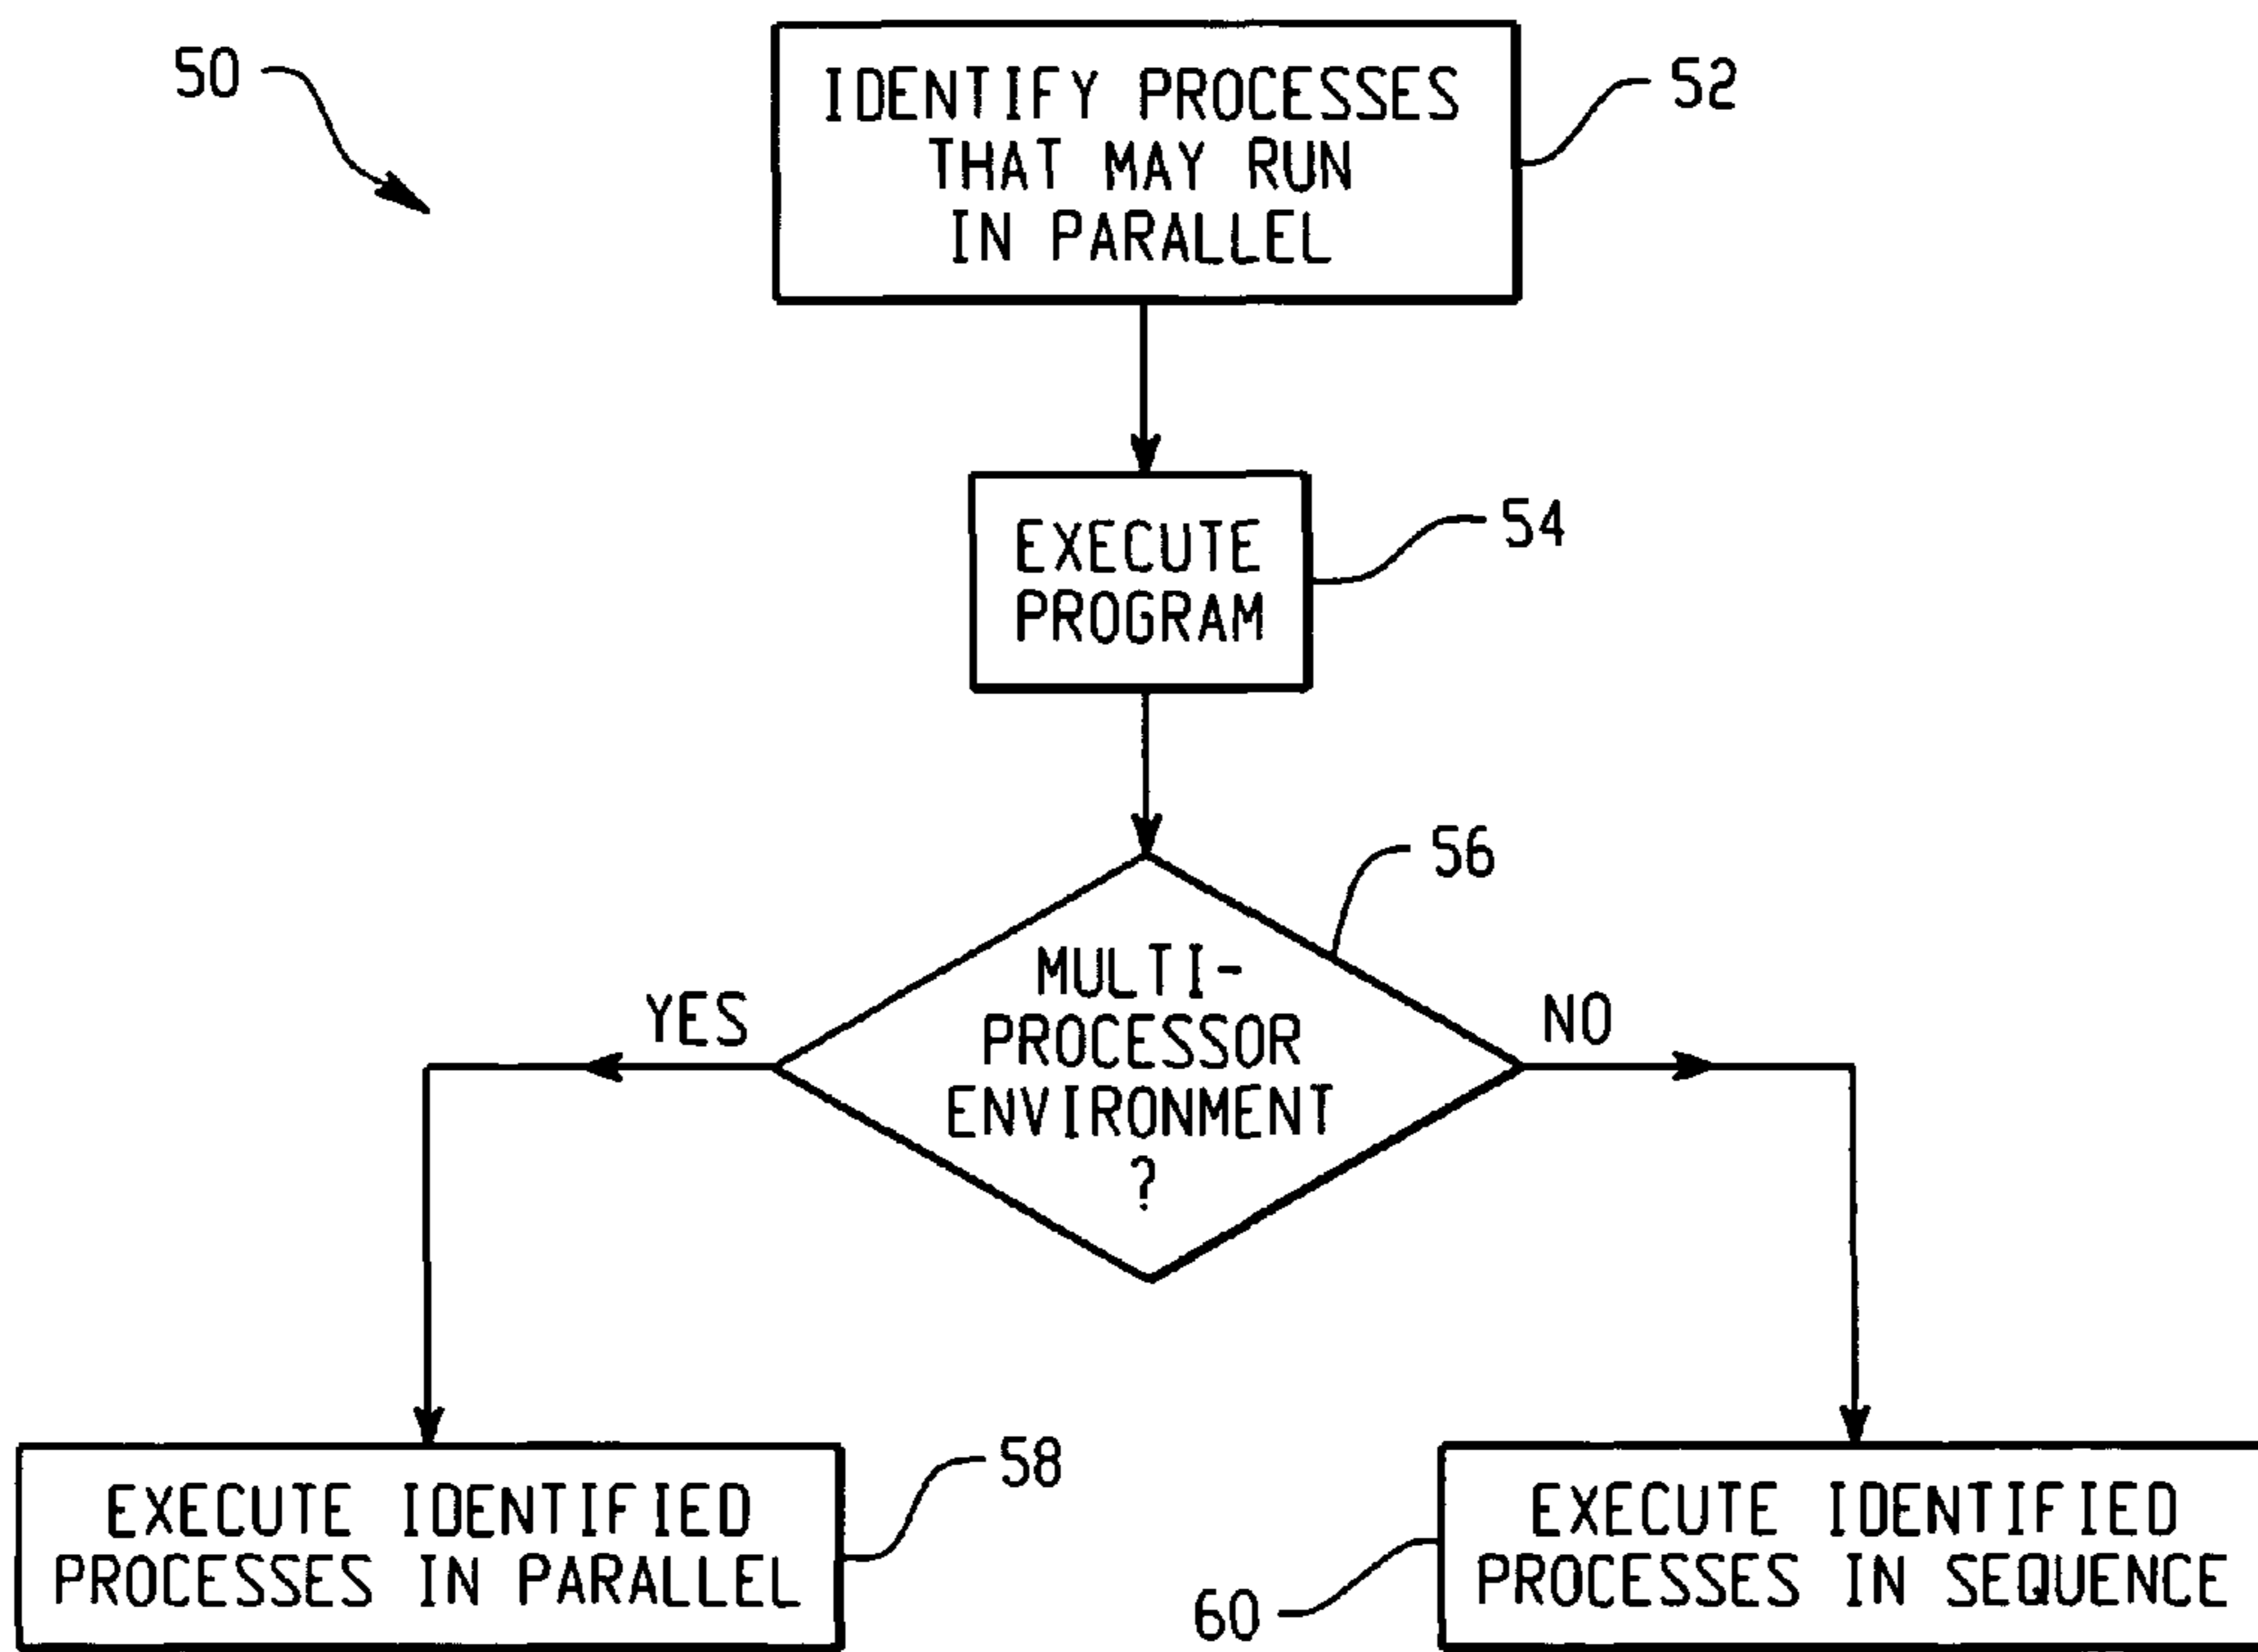 50
IDENTIFY PROCESSES
THAT MAY RUN
IN PARALLEL
52
EXECUTE
PROGRAM
54
56
MULTI-
PROCESSOR
ENVIRONMENT
?
YES
NO
EXECUTE IDENTIFIED
PROCESSES IN PARALLEL
58
EXECUTE IDENTIFIED
PROCESSES IN SEQUENCE
60